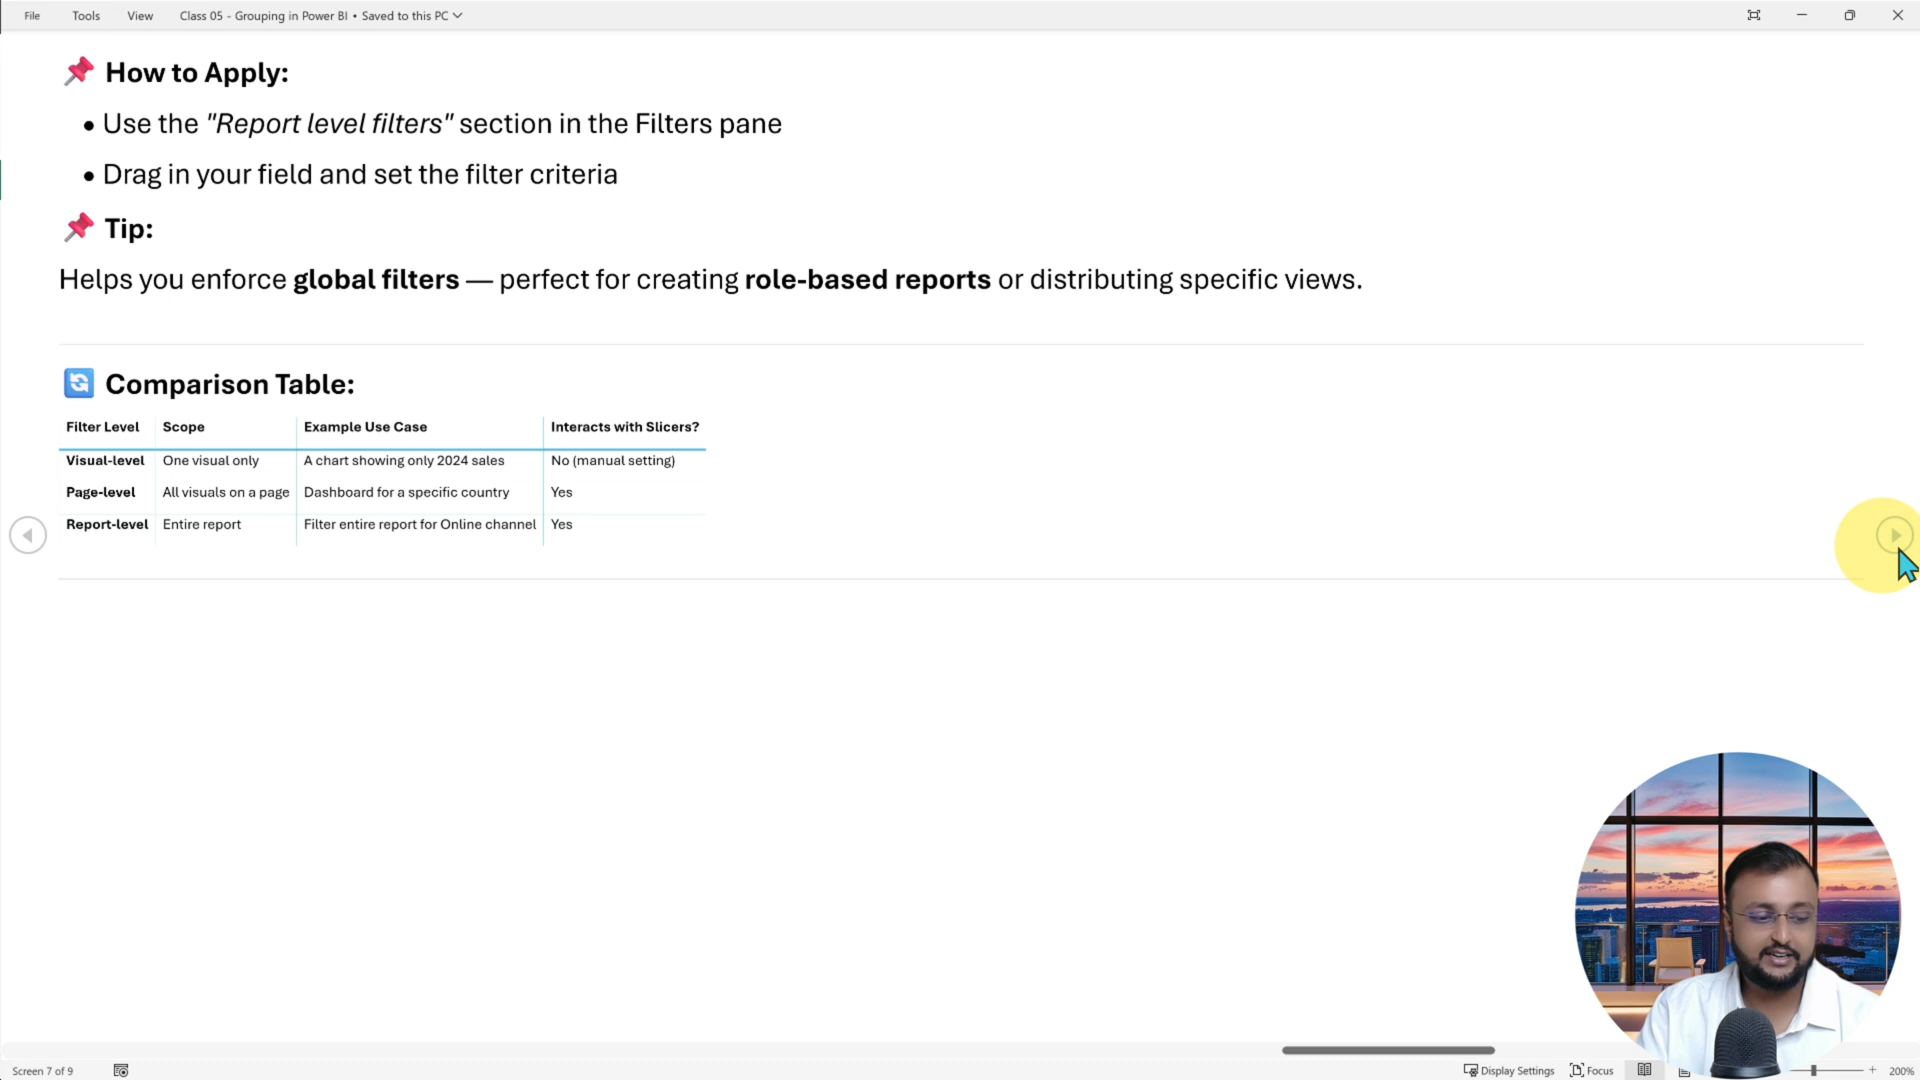 File Tools View Class 05 - Grouping in Power BI • Saved to this PC
How to Apply:
• Use the "Report level filters" section in the Filters pane
• Drag in your field and set the filter criteria
Tip:
Helps you enforce global filters — perfect for creating role-based reports or distributing specific views.
Comparison Table:
Filter Level Scope Example Use Case Interacts with Slicers?
Visual-level One visual only A chart showing only 2024 sales No (manual setting)
Page-level All visuals on a page Dashboard for a specific country Yes
Report-level Entire report Filter entire report for Online channel Yes
Screen 7 of 9 Display Settings Focus 200%